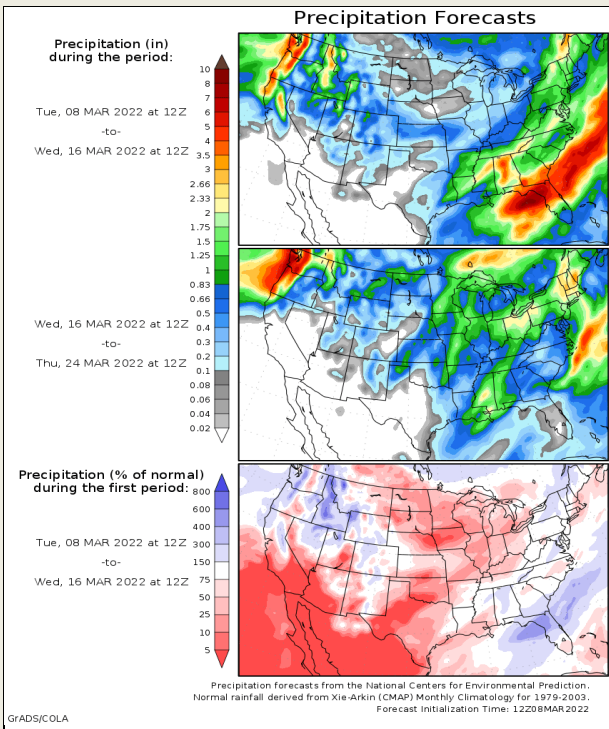 Precipitation Forecasts
Precipitation (in)
during the period:
Tue, 08 MAR 2022 at 12Z
-to-
Wed, 16 MAR 2022 at 12Z
10
8
7
6
5
4
3.5
3
2.66
2.33
2
1.75
1.5
1.25
1
0.83
0.66
0.5
0.4
0.3
0.2
0.1
0.08
0.06
0.04
0.02
Wed, 16 MAR 2022 at 12Z
-to-
Thu, 24 MAR 2022 at 12Z
Precipitation (% of normal)
during the first period:
Tue, 08 MAR 2022 at 12Z
-to-
Wed, 16 MAR 2022 at 12Z
800
600
400
300
150
75
50
25
10
5
Precipitation forecasts from the National Centers for Environmental Prediction.
Normal rainfall derived from Xie-Arkin (CMAP) Monthly Climatology for 1979-2003.
Forecast Initialization Time: 12Z08MAR2022
GrADS/COLA